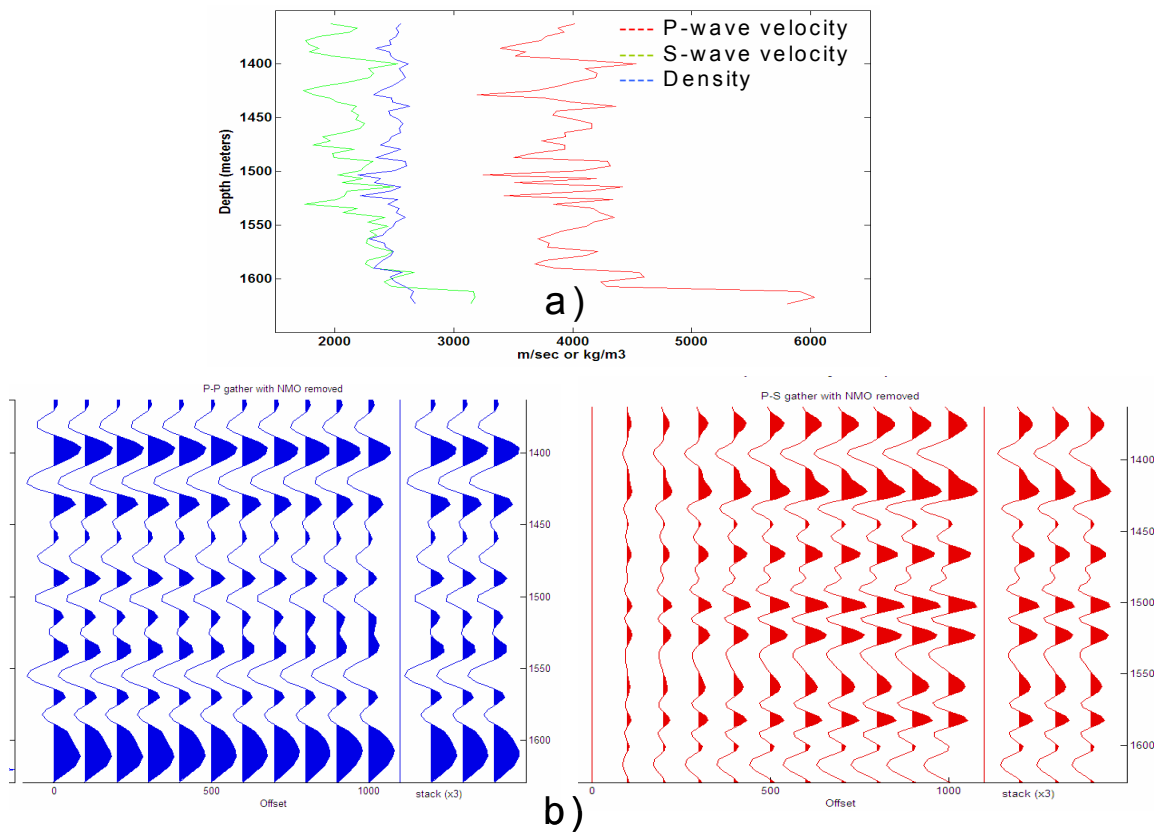 P-wave velocity
S-wave velocity
Density
Depth (meters)
1400
1450
1500
1550
1600
2000 3000 4000 5000 6000
m/sec or kg/m3
a)
P-P gather with NMO removed
1400
1450
1500
1550
1600
0 500 1000
Offset
stack (x3)
P-S gather with NMO removed
1400
1450
1500
1550
1600
0 500 1000
Offset
stack (x3)
b)